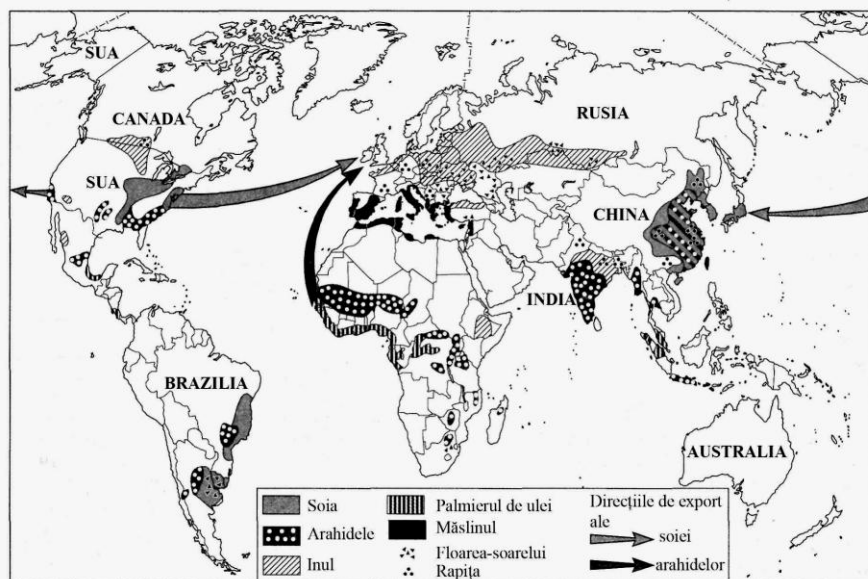 SUA
CANADA
RUSIA
SUA
CHINA
INDIA
BRAZILIA
AUSTRALIA
Soia
Arahidele
Inul
Palmierul de ulei
Măslinul
Floarea-soarelui
Rapița
Direcțiile de export
ale
soiei
arahidelor